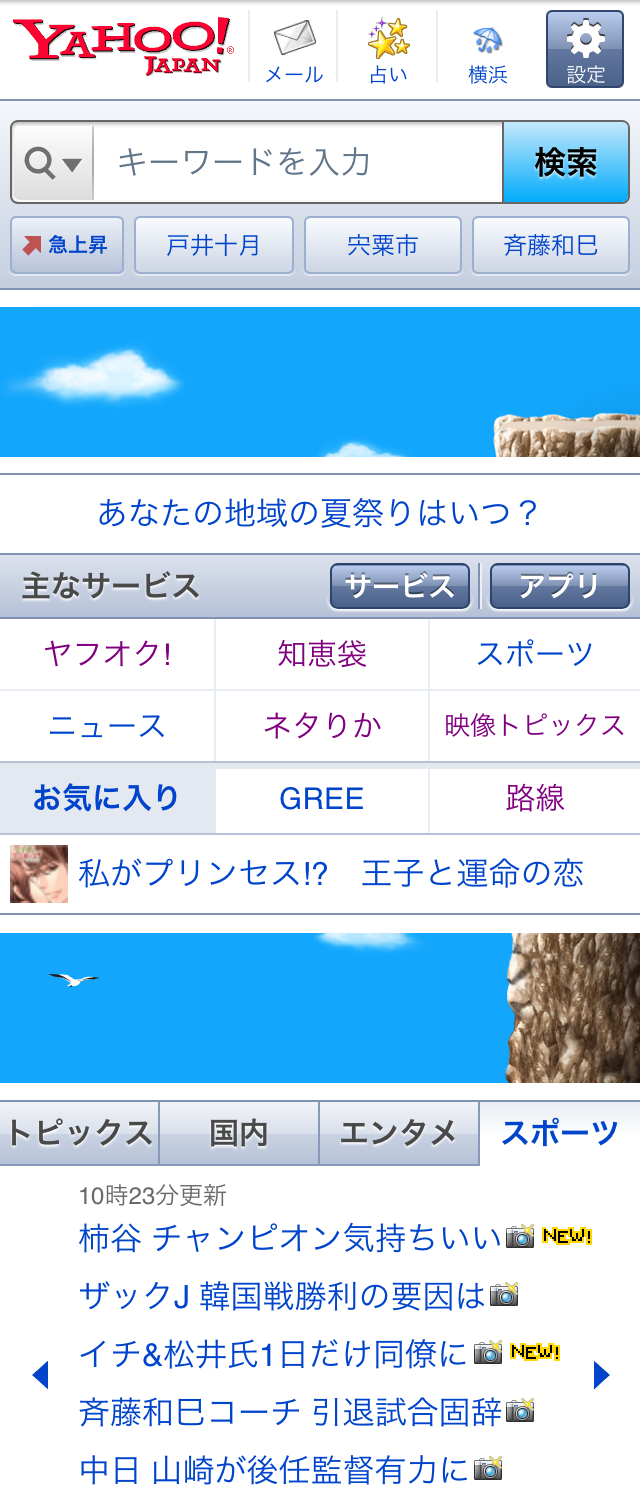 YAHOO! JAPAN
メール 占い 横浜 設定
キーワードを入力 検索
急上昇 戸井十月 宍粟市 斉藤和巳
あなたの地域の夏祭りはいつ？
主なサービス サービス アプリ
ヤフオク! 知恵袋 スポーツ
ニュース ネタりか 映像トピックス
お気に入り GREE 路線
私がプリンセス!?　王子と運命の恋
トピックス 国内 エンタメ スポーツ
10時23分更新
柿谷 チャンピオン気持ちいい NEW!
ザックJ 韓国戦勝利の要因は
イチ&松井氏1日だけ同僚に NEW!
斉藤和巳コーチ 引退試合固辞
中日 山崎が後任監督有力に